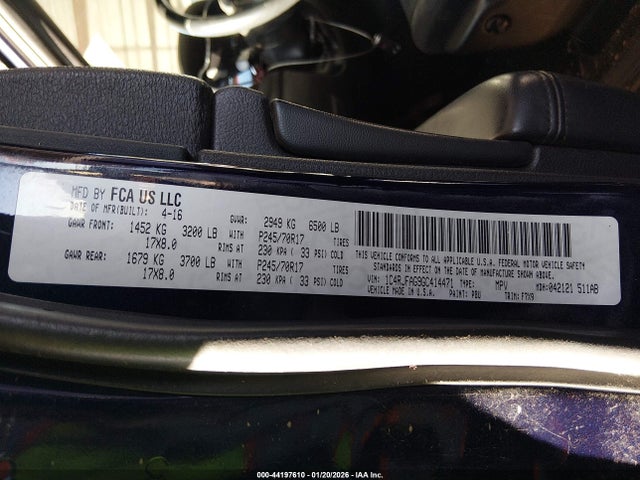 MFD BY FCA US LLC
DATE OF MFR(BUILT): 4-16 GVWR: 2949 KG 6500 LB
GAWR FRONT: 1452 KG 3200 LB WITH P245/70R17 TIRES
17X8.0 RIMS AT 230 KPA ( 33 PSI) COLD
GAWR REAR: 1679 KG 3700 LB WITH P245/70R17 TIRES
17X8.0 RIMS AT 230 KPA ( 33 PSI) COLD
THIS VEHICLE CONFORMS TO ALL APPLICABLE U.S.A. FEDERAL MOTOR VEHICLE SAFETY
STANDARDS IN EFFECT ON THE DATE OF MANUFACTURE SHOWN ABOVE.
VIN: 1C4RJFAG9GC414471 TYPE: MPV MDH:042121 511AB
MADE IN U.S.A. PAINT: PBU TRIM: F7X9
000-44197610 - 01/20/2026 - IAA Inc.